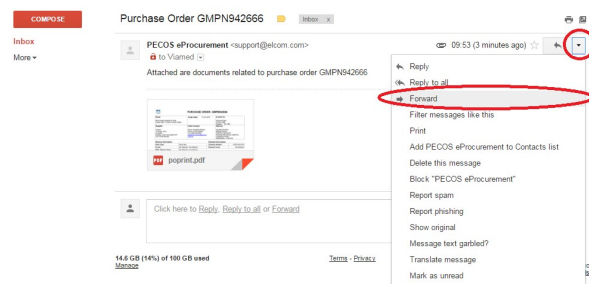 COMPOSE
Inbox
More
Purchase Order GMPN942666
Inbox x
PECOS eProcurement <support@elcom.com>
to Viamed
09:53 (3 minutes ago)
Attached are documents related to purchase order GMPN942666
PDF poprint.pdf
Click here to Reply, Reply to all or Forward
14.6 GB (14%) of 100 GB used
Manage
Terms - Privacy
Reply
Reply to all
Forward
Filter messages like this
Print
Add PECOS eProcurement to Contacts list
Delete this message
Block "PECOS eProcurement"
Report spam
Report phishing
Show original
Message text garbled?
Translate message
Mark as unread